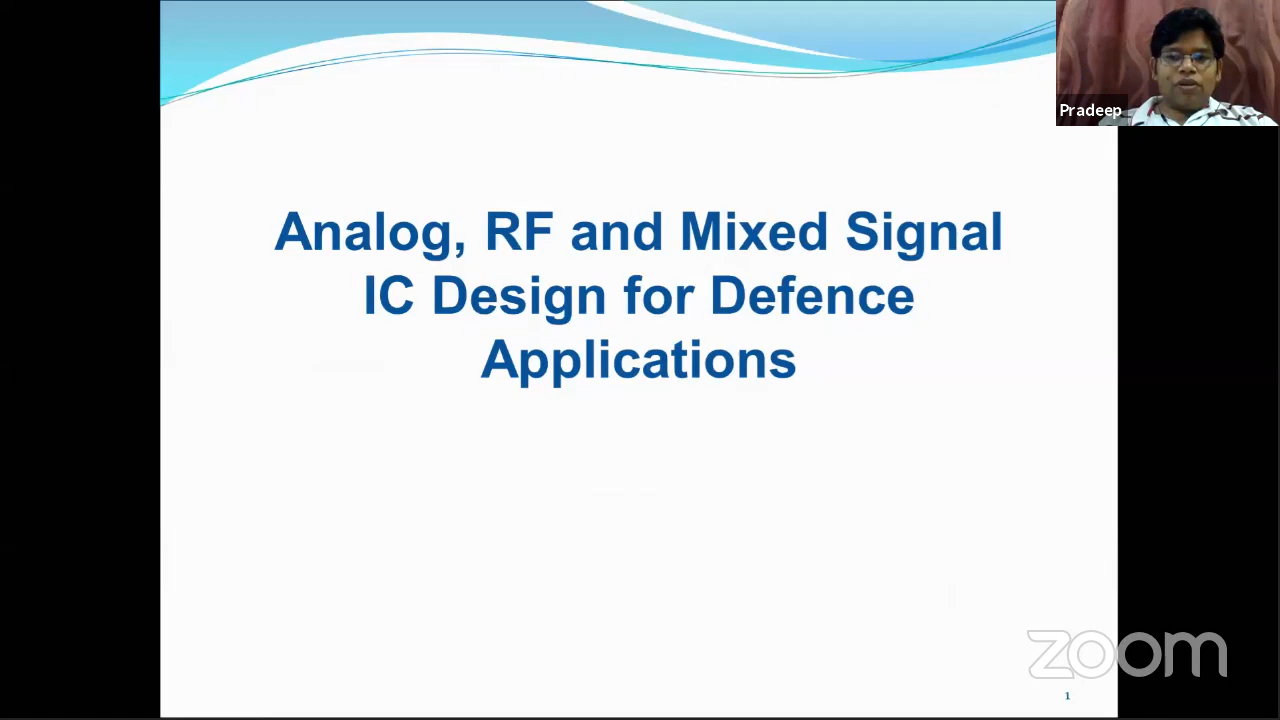 Pradeep
Analog, RF and Mixed Signal
IC Design for Defence
Applications
zoom
1